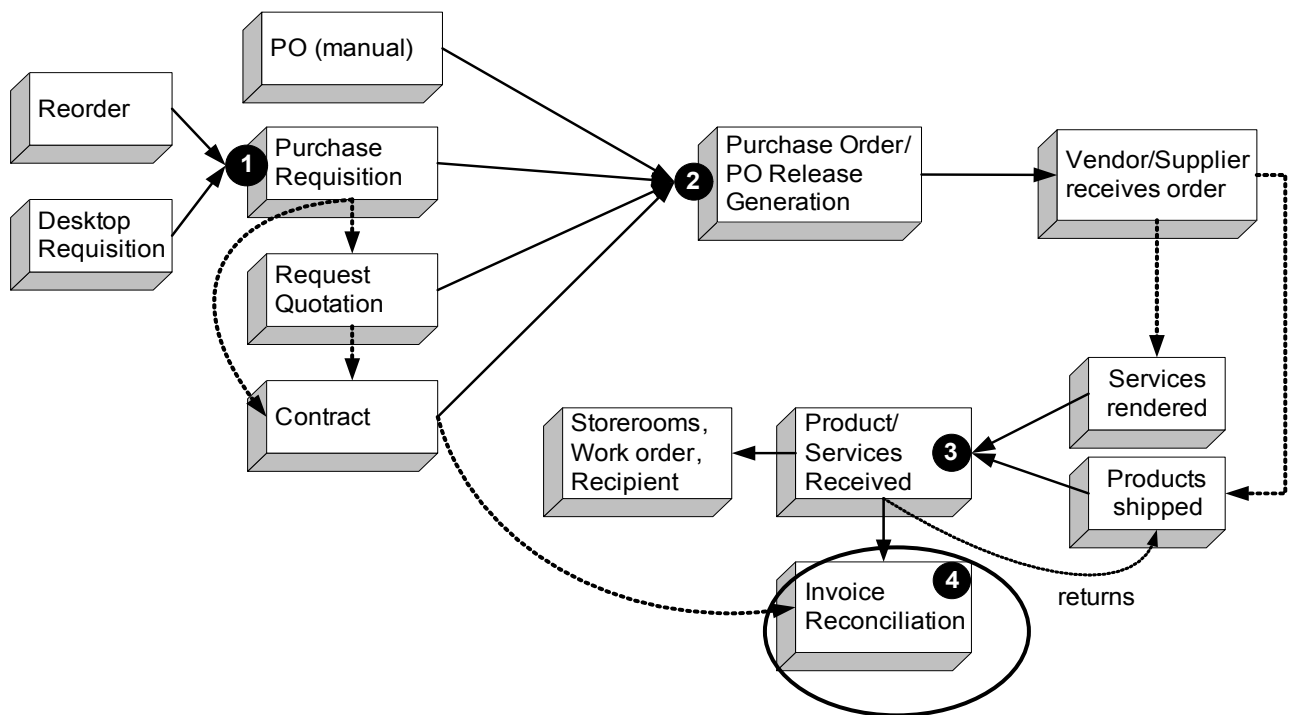 PO (manual)
Reorder
1
Purchase
Requisition
Desktop
Requisition
Request
Quotation
Contract
2
Purchase Order/
PO Release
Generation
Vendor/Supplier
receives order
Services
rendered
Products
shipped
3
Product/
Services
Received
Storerooms,
Work order,
Recipient
returns
4
Invoice
Reconciliation